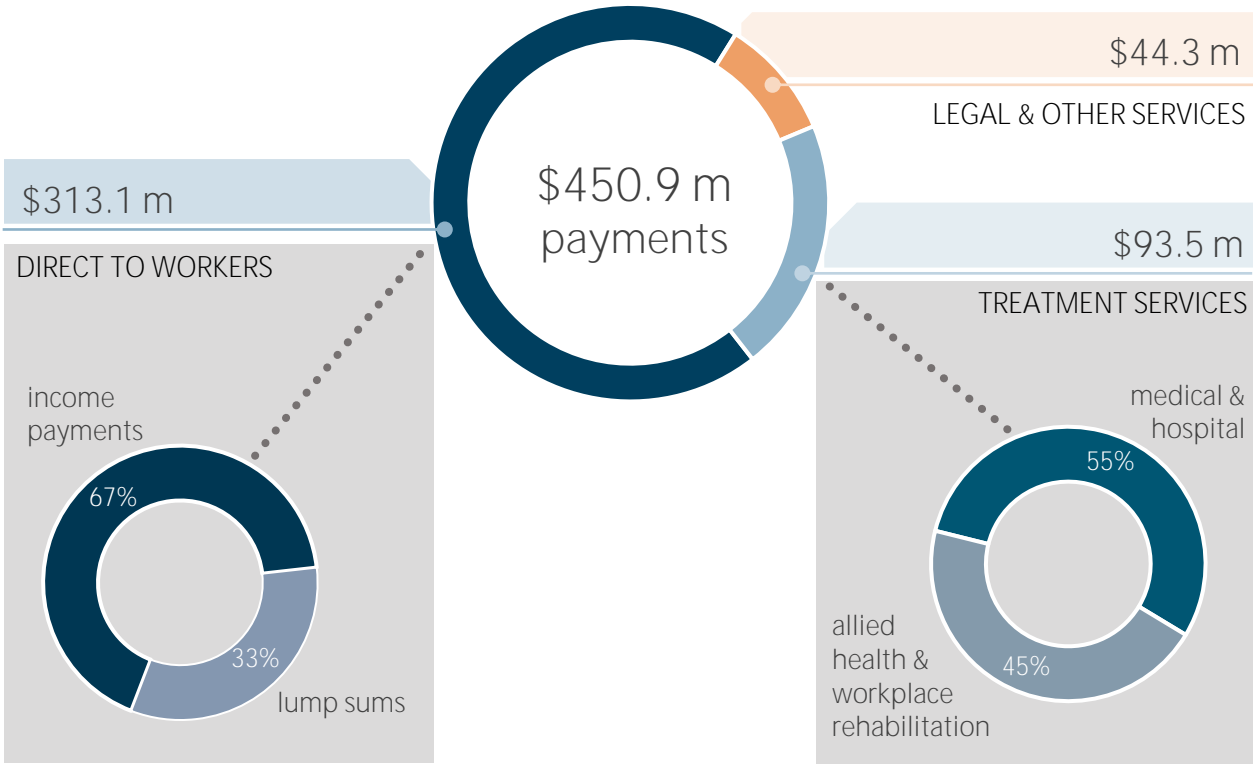 $450.9 m
payments
$44.3 m
LEGAL & OTHER SERVICES
$313.1 m
DIRECT TO WORKERS
income
payments
67%
33%
lump sums
$93.5 m
TREATMENT SERVICES
medical &
hospital
55%
45%
allied
health &
workplace
rehabilitation